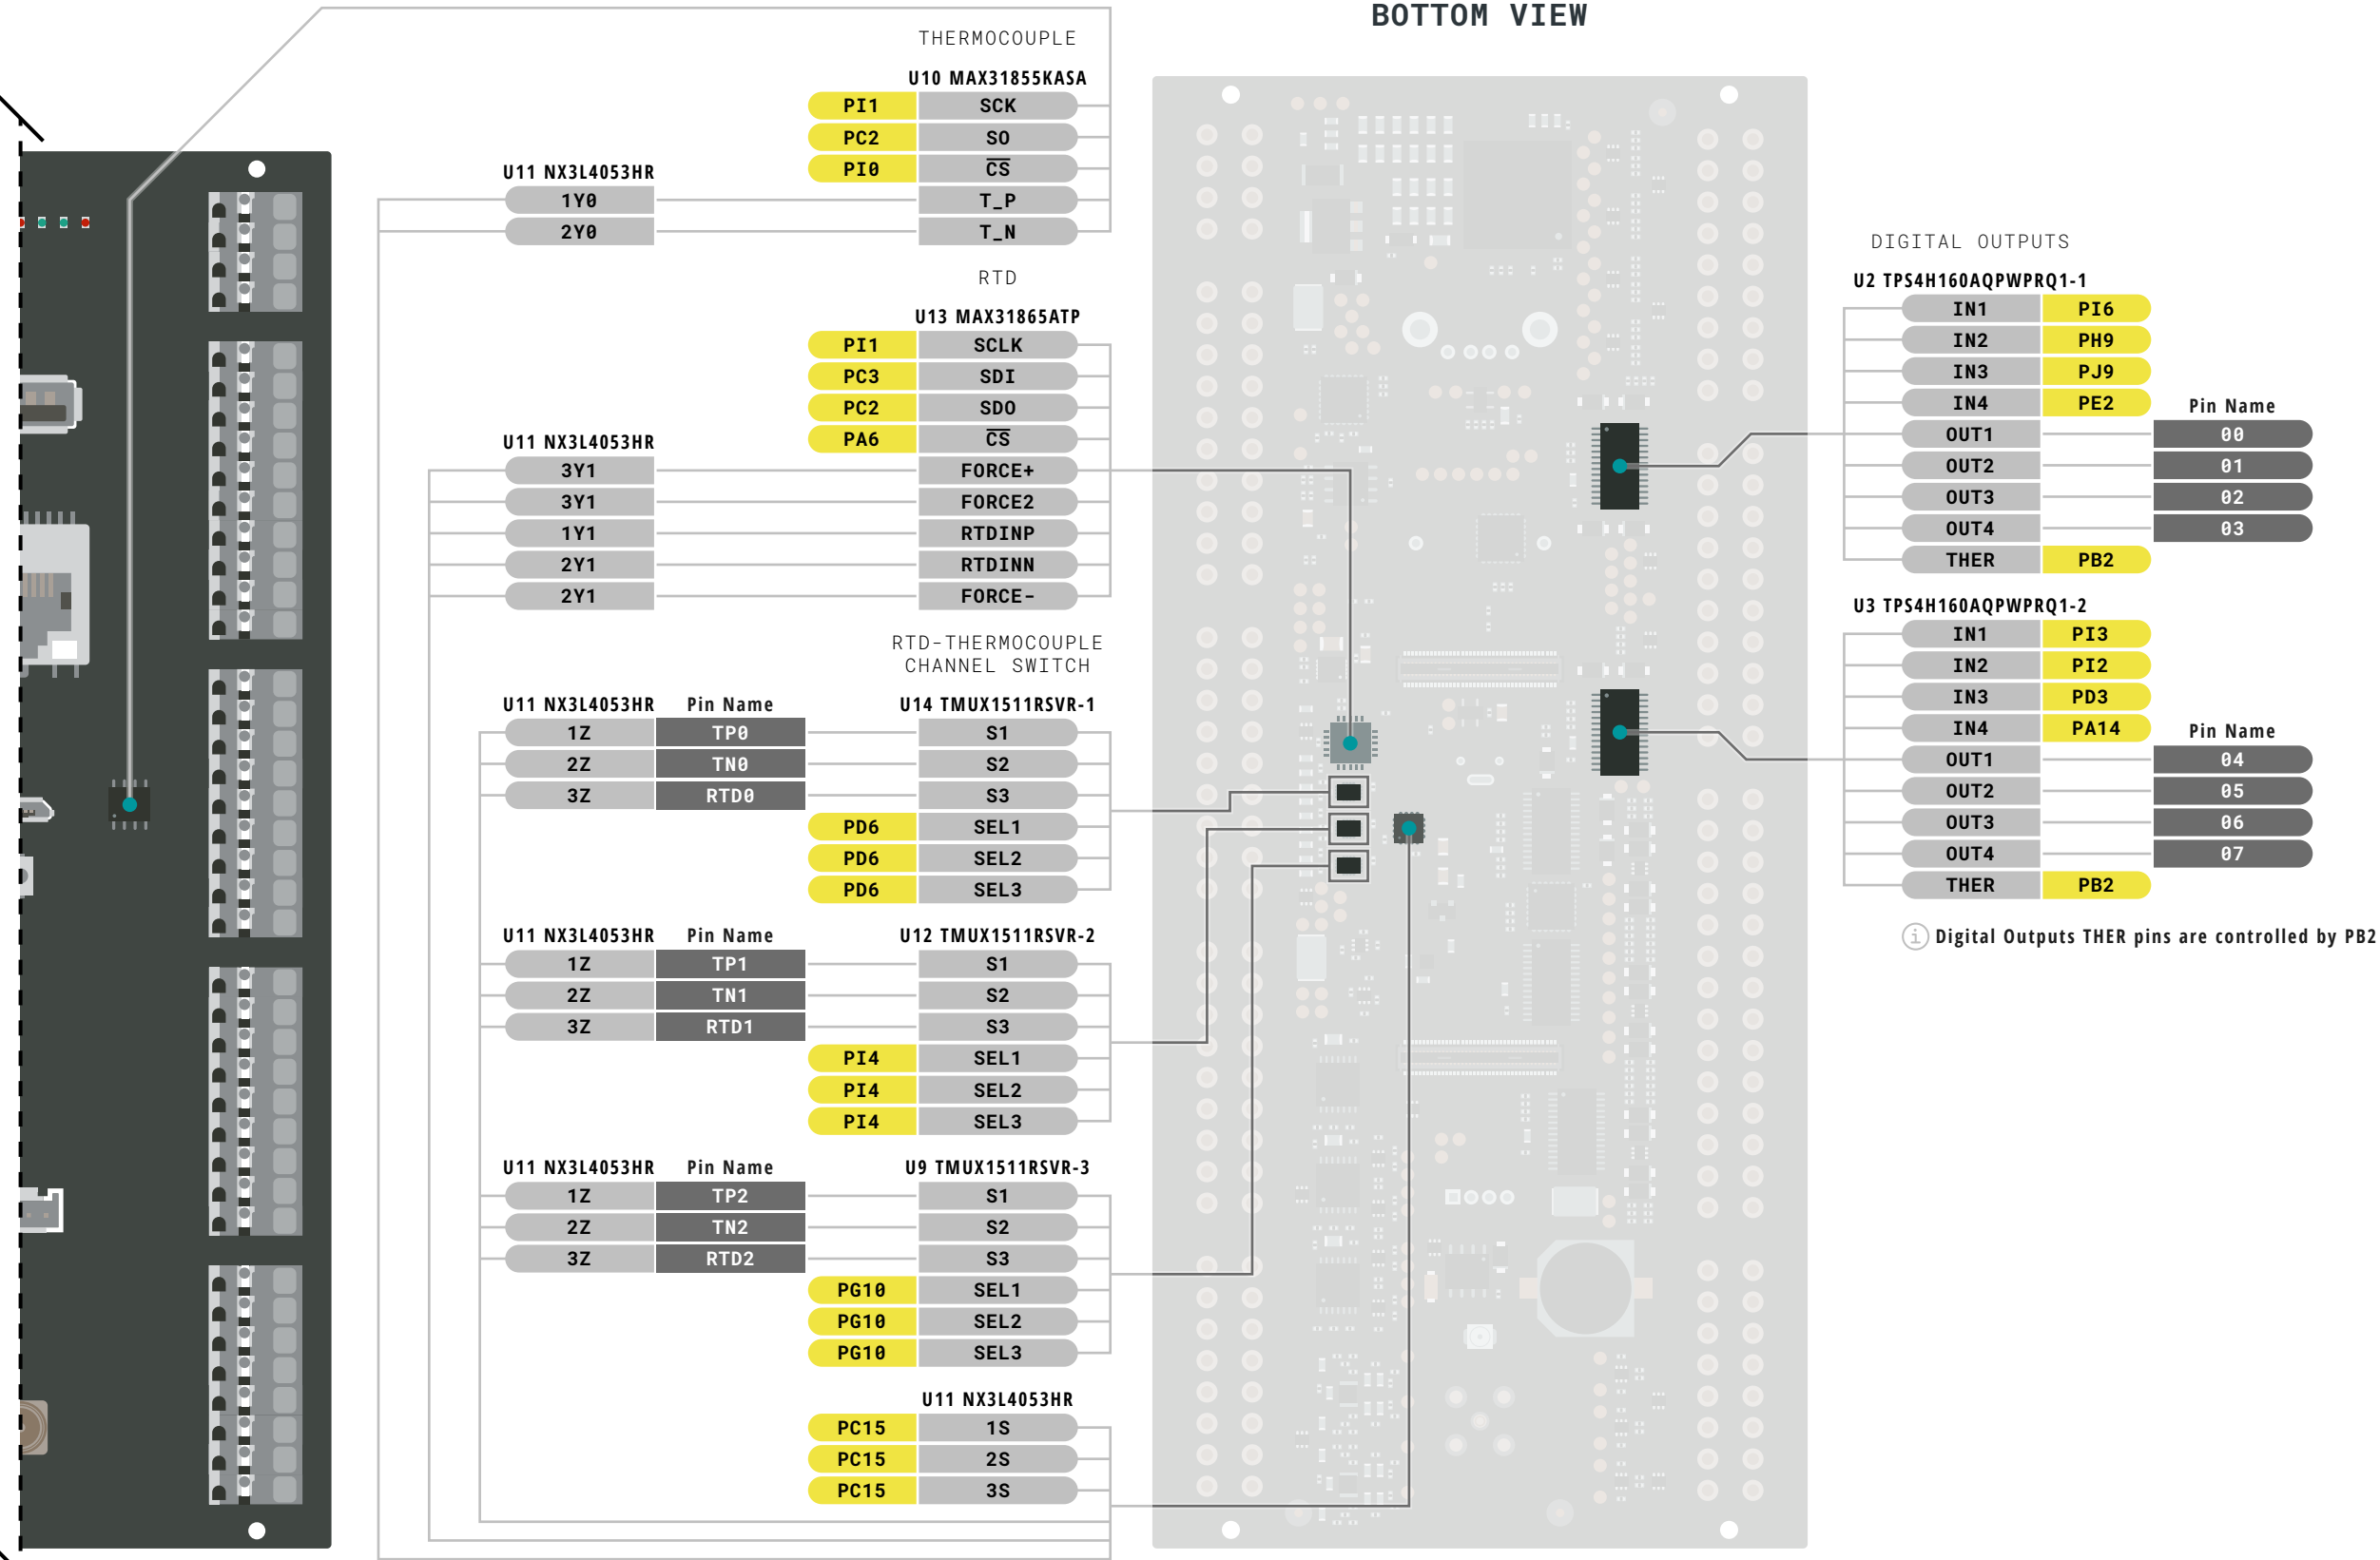 BOTTOM VIEW
THERMOCOUPLE
U10 MAX31855KASA
PI1 SCK
PC2 SO
PI0 CS
U11 NX3L4053HR
1Y0 T_P
2Y0 T_N
RTD
U13 MAX31865ATP
PI1 SCLK
PC3 SDI
PC2 SDO
PA6 CS
U11 NX3L4053HR
3Y1 FORCE+
3Y1 FORCE2
1Y1 RTDINP
2Y1 RTDINN
2Y1 FORCE-
RTD-THERMOCOUPLE
CHANNEL SWITCH
U11 NX3L4053HR Pin Name U14 TMUX1511RSVR-1
1Z TP0 S1
2Z TN0 S2
3Z RTD0 S3
PD6 SEL1
PD6 SEL2
PD6 SEL3
U11 NX3L4053HR Pin Name U12 TMUX1511RSVR-2
1Z TP1 S1
2Z TN1 S2
3Z RTD1 S3
PI4 SEL1
PI4 SEL2
PI4 SEL3
U11 NX3L4053HR Pin Name U9 TMUX1511RSVR-3
1Z TP2 S1
2Z TN2 S2
3Z RTD2 S3
PG10 SEL1
PG10 SEL2
PG10 SEL3
U11 NX3L4053HR
PC15 1S
PC15 2S
PC15 3S
DIGITAL OUTPUTS
U2 TPS4H160AQPWPRQ1-1
IN1 PI6
IN2 PH9
IN3 PJ9
IN4 PE2
Pin Name
OUT1 00
OUT2 01
OUT3 02
OUT4 03
THER PB2
U3 TPS4H160AQPWPRQ1-2
IN1 PI3
IN2 PI2
IN3 PD3
IN4 PA14
Pin Name
OUT1 04
OUT2 05
OUT3 06
OUT4 07
THER PB2
i Digital Outputs THER pins are controlled by PB2